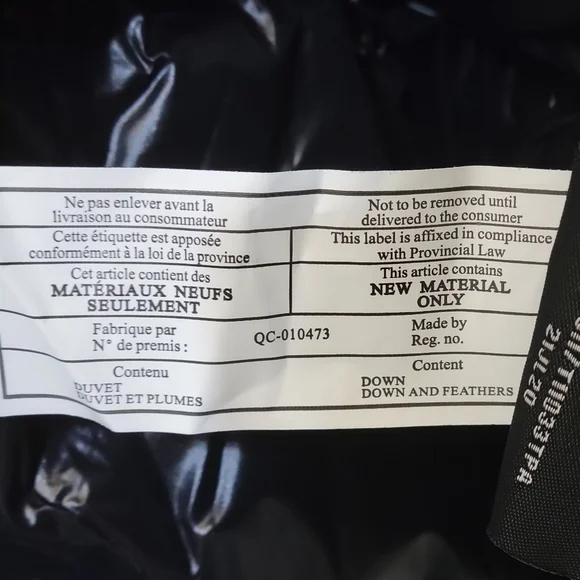 Ne pas enlever avant la
livraison au consommateur
Not to be removed until
delivered to the consumer
Cette étiquette est apposée
conformément à la loi de la province
This label is affixed in compliance
with Provincial Law
Cet article contient des
MATÉRIAUX NEUFS
SEULEMENT
This article contains
NEW MATERIAL
ONLY
Fabrique par
N° de premis :
QC-010473
Made by
Reg. no.
Contenu
DUVET
DUVET ET PLUMES
Content
DOWN
DOWN AND FEATHERS
2JUL20